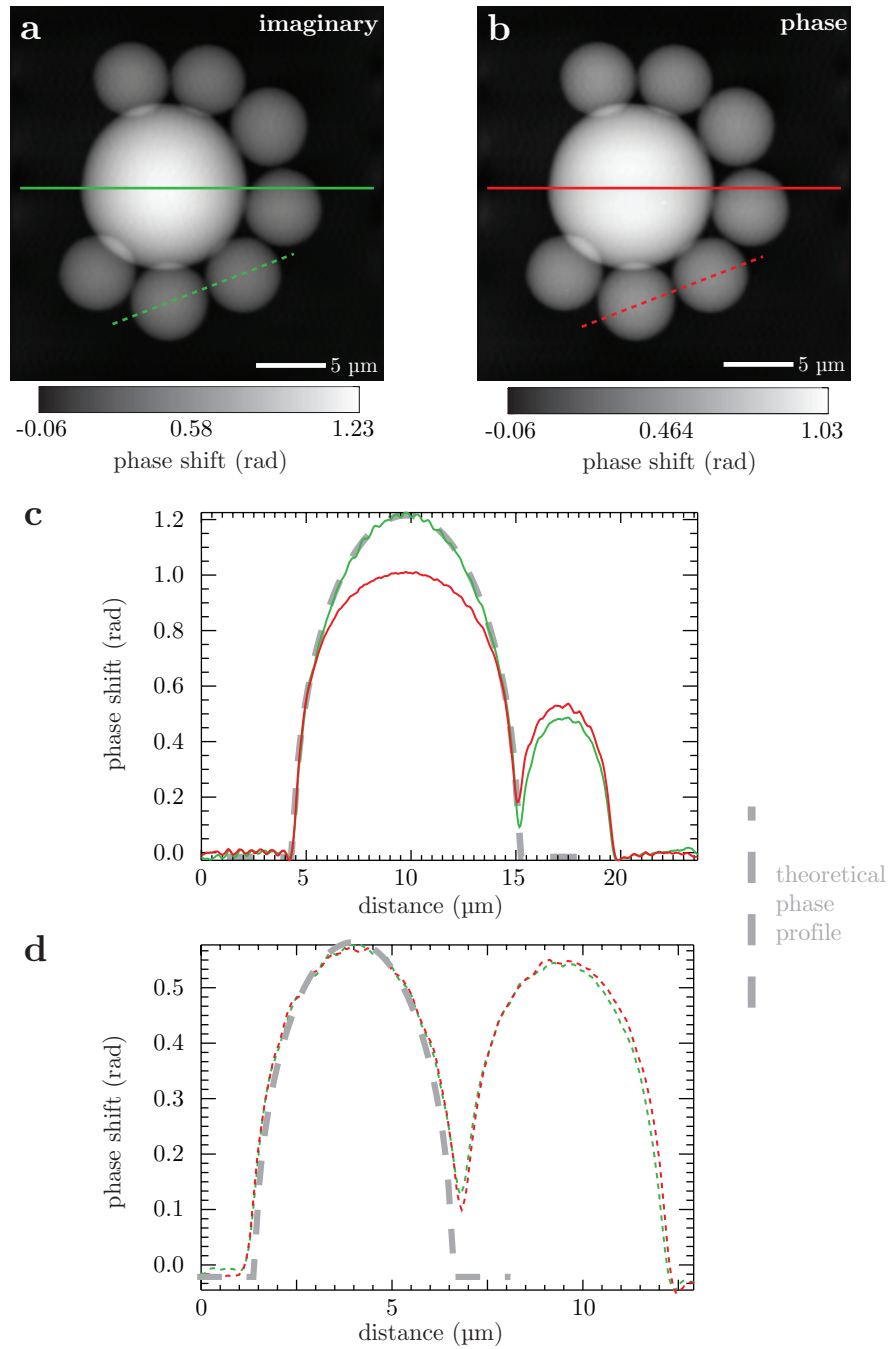 a imaginary
5 µm
-0.06 0.58 1.23
phase shift (rad)
b phase
5 µm
-0.06 0.464 1.03
phase shift (rad)
c
phase shift (rad)
1.2
1.0
0.8
0.6
0.4
0.2
0.0
0 5 10 15 20
distance (µm)
theoretical
phase
profile
d
phase shift (rad)
0.5
0.4
0.3
0.2
0.1
0.0
0 5 10
distance (µm)